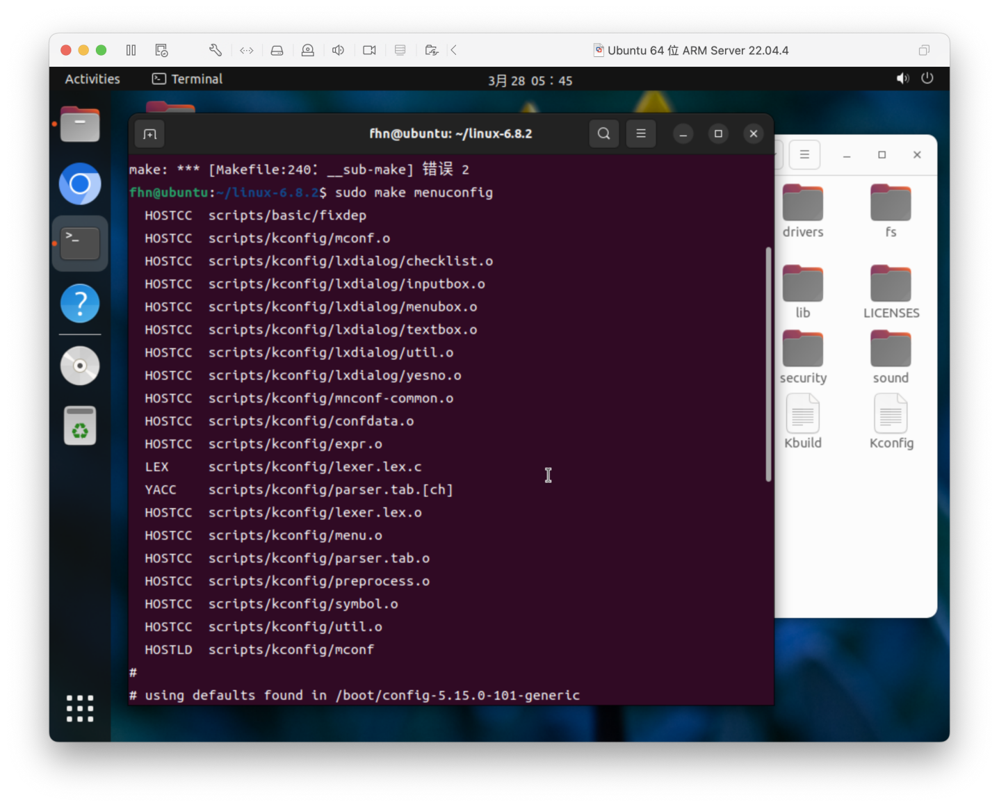 Ubuntu 64 位 ARM Server 22.04.4
Activities
Terminal
3月 28 05：45
fhn@ubuntu: ~/linux-6.8.2
make: *** [Makefile:240：__sub-make] 错误 2
fhn@ubuntu:~/linux-6.8.2$ sudo make menuconfig
HOSTCC scripts/basic/fixdep
HOSTCC scripts/kconfig/mconf.o
HOSTCC scripts/kconfig/lxdialog/checklist.o
HOSTCC scripts/kconfig/lxdialog/inputbox.o
HOSTCC scripts/kconfig/lxdialog/menubox.o
HOSTCC scripts/kconfig/lxdialog/textbox.o
HOSTCC scripts/kconfig/lxdialog/util.o
HOSTCC scripts/kconfig/lxdialog/yesno.o
HOSTCC scripts/kconfig/mnconf-common.o
HOSTCC scripts/kconfig/confdata.o
HOSTCC scripts/kconfig/expr.o
LEX scripts/kconfig/lexer.lex.c
YACC scripts/kconfig/parser.tab.[ch]
HOSTCC scripts/kconfig/lexer.lex.o
HOSTCC scripts/kconfig/menu.o
HOSTCC scripts/kconfig/parser.tab.o
HOSTCC scripts/kconfig/preprocess.o
HOSTCC scripts/kconfig/symbol.o
HOSTCC scripts/kconfig/util.o
HOSTLD scripts/kconfig/mconf
#
# using defaults found in /boot/config-5.15.0-101-generic
drivers
fs
lib
LICENSES
security
sound
Kbuild
Kconfig